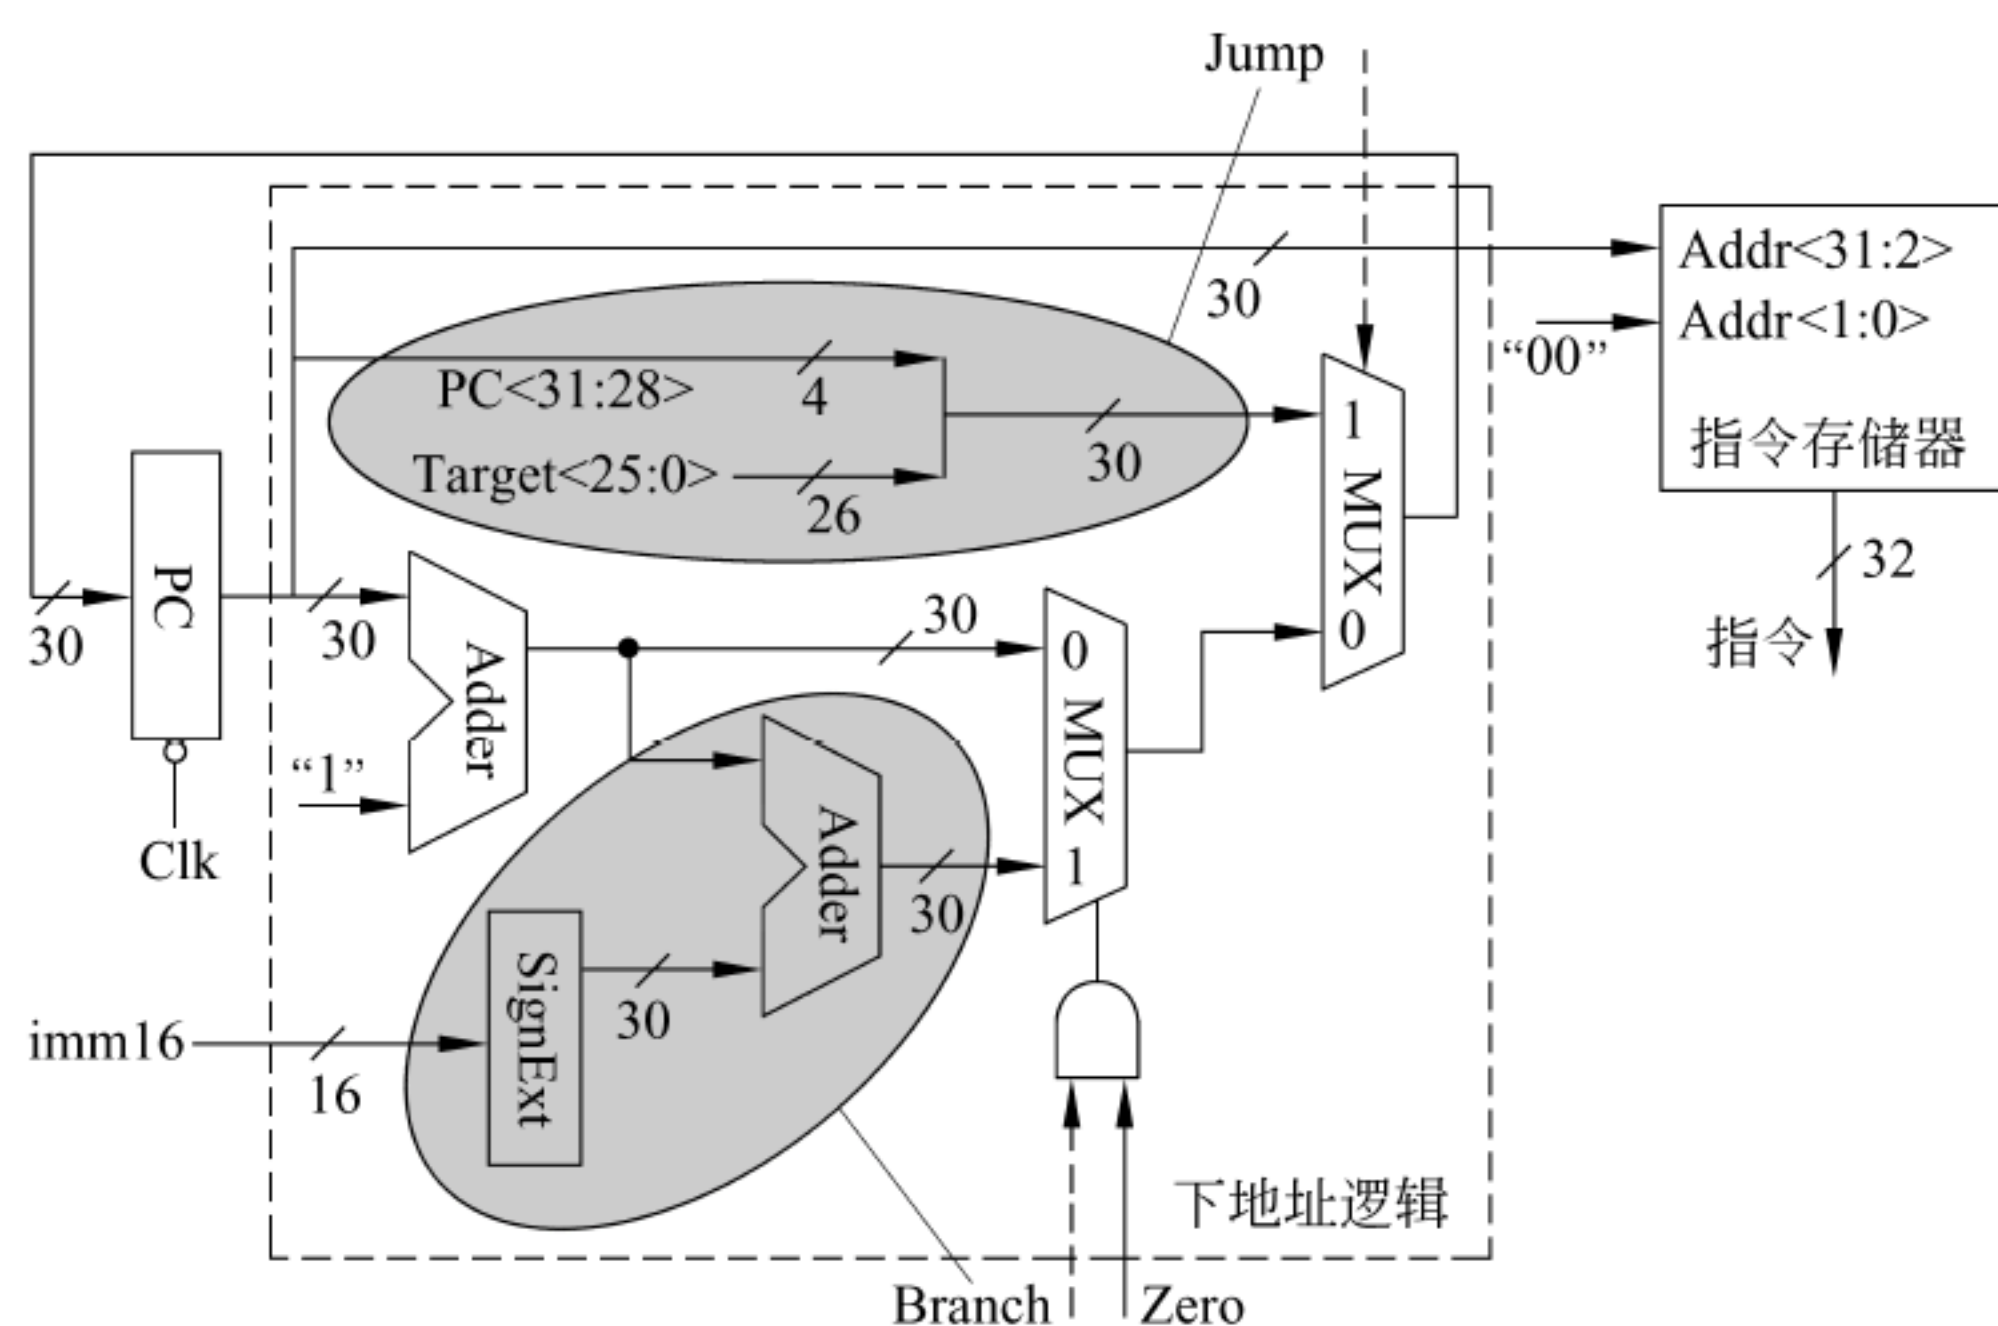 Jump
30
Addr<31:2>
"00"
Addr<1:0>
PC<31:28>
4
1
30
Target<25:0>
26
MUX
指令存储器
0
32
指令
30
PC
30
Adder
30
0
MUX
1
"1"
Clk
Adder
30
SignExt
30
imm16
16
下地址逻辑
Branch
Zero